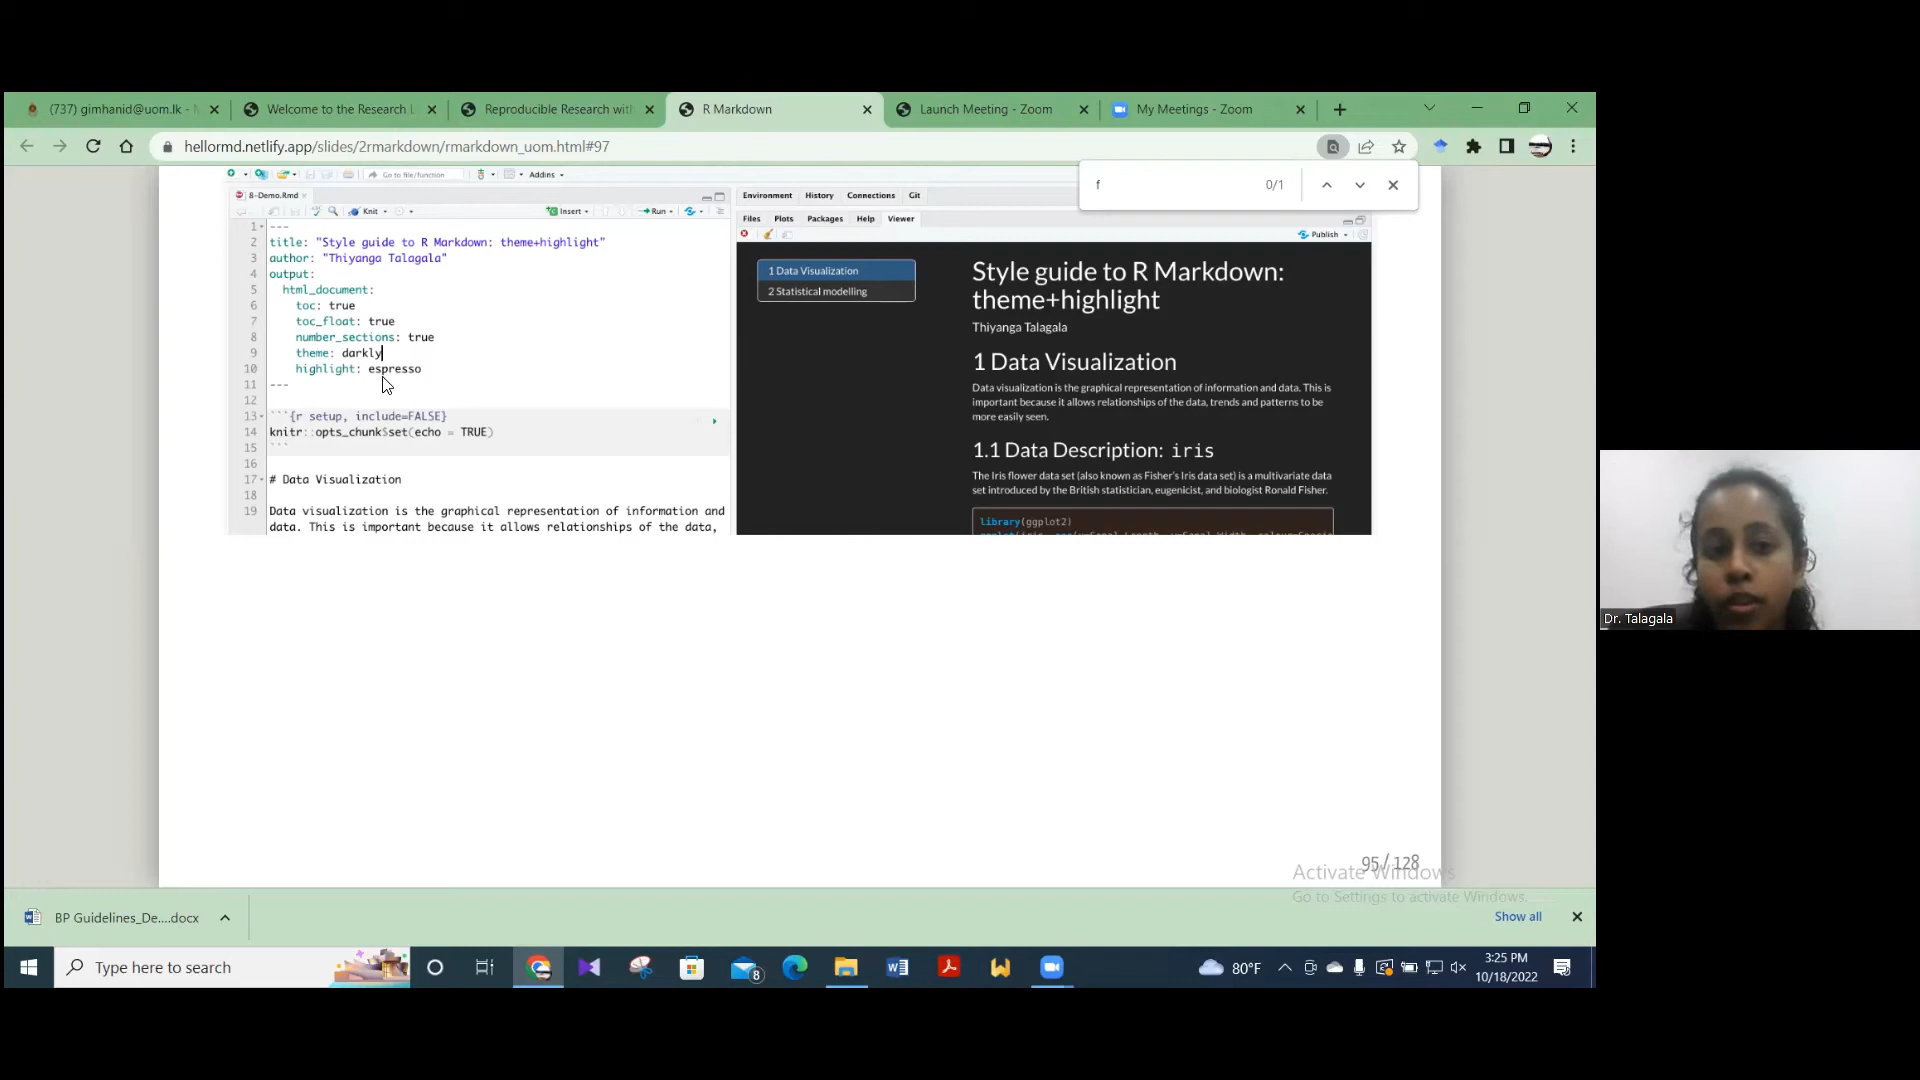 (737) gimhanid@uom.lk -
Welcome to the Research
Reproducible Research with
R Markdown
Launch Meeting - Zoom
My Meetings - Zoom
hellormd.netlify.app/slides/2rmarkdown/rmarkdown_uom.html#97
f
0/1
Go to file/function
Addins
8-Demo.Rmd
Knit
Insert
Run
1 ---
2 title: "Style guide to R Markdown: theme+highlight"
3 author: "Thiyanga Talagala"
4 output:
5 html_document:
6 toc: true
7 toc_float: true
8 number_sections: true
9 theme: darkly
10 highlight: espresso
11 ---
12
13 ```{r setup, include=FALSE}
14 knitr::opts_chunk$set(echo = TRUE)
15 ```
16
17 # Data Visualization
18
19 Data visualization is the graphical representation of information and
data. This is important because it allows relationships of the data,
Environment History Connections Git
Files Plots Packages Help Viewer
Publish
1 Data Visualization
2 Statistical modelling
Style guide to R Markdown:
theme+highlight
Thiyanga Talagala
1 Data Visualization
Data visualization is the graphical representation of information and data. This is
important because it allows relationships of the data, trends and patterns to be
more easily seen.
1.1 Data Description: iris
The Iris flower data set (also known as Fisher's Iris data set) is a multivariate data
set introduced by the British statistician, eugenicist, and biologist Ronald Fisher.
library(ggplot2)
Dr. Talagala
95 / 128
Activate Windows
Go to Settings to activate Windows.
BP Guidelines_De....docx
Show all
Type here to search
8
80°F
3:25 PM
10/18/2022